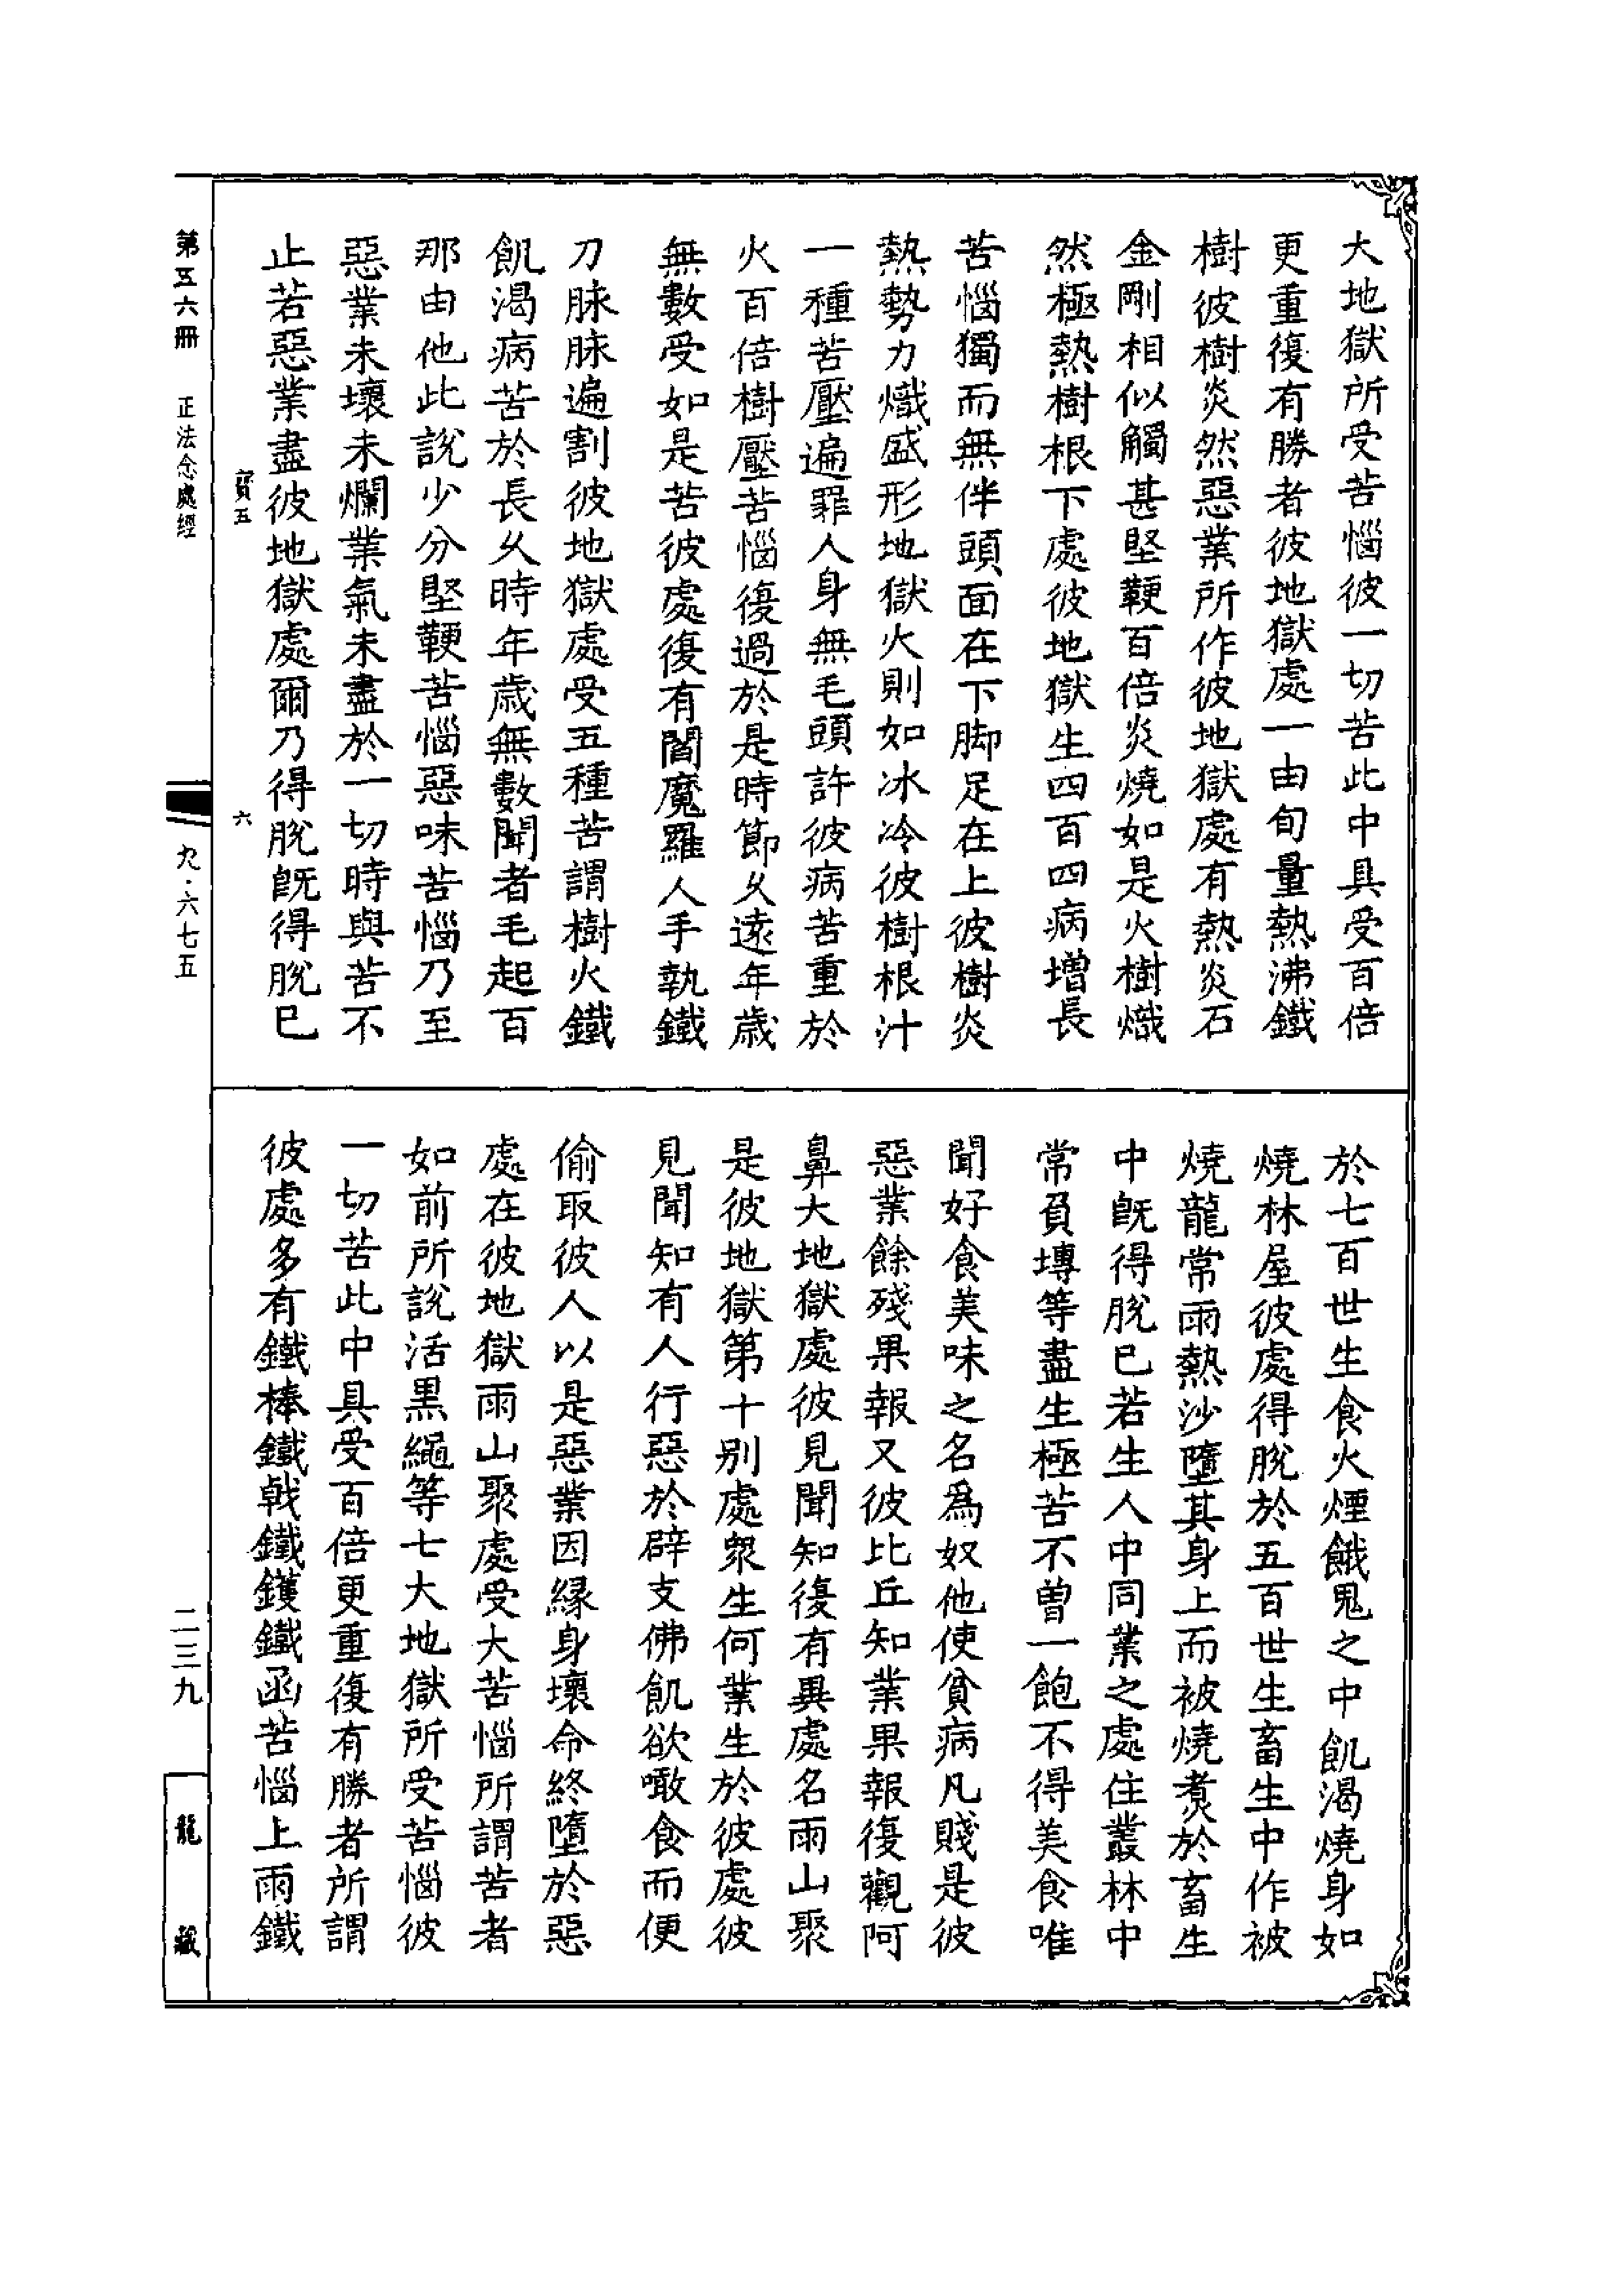 大地獄所受苦惱彼一切苦此中具受百倍
更重復有勝者彼地獄處一由旬量熱沸鐵
樹彼樹炎然惡業所作彼地獄處有熱炎石
金剛相似觸甚堅鞕百倍炎燒如是火樹熾
然極熱樹根下處彼地獄生四百四病增長
苦惱獨而無伴頭面在下脚足在上彼樹炎
熱勢力熾盛形地獄火則如冰冷彼樹根汁
一種苦壓遍罪人身無毛頭許彼病苦重於
火百倍樹壓苦惱復過於是時節乆遠年歲
無數受如是苦彼處復有閻魔羅人手執鐵
刀脉脉遍割彼地獄處受五種苦謂樹火鐵
飢渴病苦於長乆時年歲無數聞者毛起百
那由他此說少分堅鞕苦惱惡味苦惱乃至
惡業未壞未爛業氣未盡於一切時與苦不
止若惡業盡彼地獄處爾乃得脫旣得脫已
於七百世生食火煙餓鬼之中飢渴燒身如
燒林屋彼處得脫於五百世生畜生中作被
燒龍常雨熱沙墮其身上而被燒煑於畜生
中旣得脫已若生人中同業之處住叢林中
常負塼等盡生極苦不曾一飽不得美食唯
聞好食美味之名爲奴他使貧病凡賤是彼
惡業餘殘果報又彼比丘知業果報復觀阿
鼻大地獄處彼見聞知復有異處名雨山聚
是彼地獄第十別處衆生何業生於彼處彼
見聞知有人行惡於辟支佛飢欲噉食而便
偷取彼人以是惡業因緣身壞命終墮於惡
處在彼地獄雨山聚處受大苦惱所謂苦者
如前所說活黑繩等七大地獄所受苦惱彼
一切苦此中具受百倍更重復有勝者所謂
彼處多有鐵棒鐵戟鐵鑊鐵函苦惱上雨鐵
寳五
六
第五六冊 正法念處經
九·六七五
二三九
龍藏